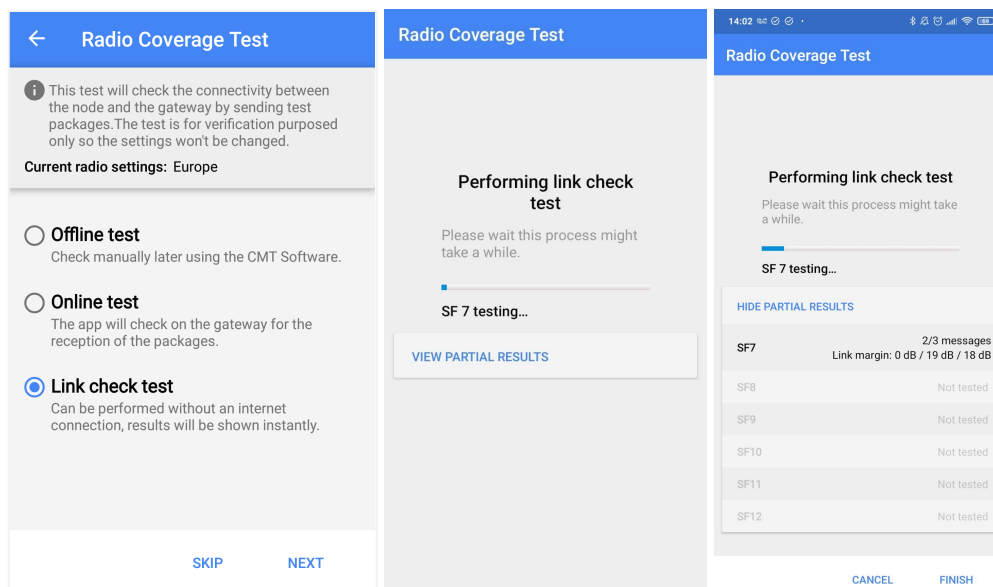 Radio Coverage Test
This test will check the connectivity between
the node and the gateway by sending test
packages.The test is for verification purposed
only so the settings won't be changed.
Current radio settings: Europe
Offline test
Check manually later using the CMT Software.
Online test
The app will check on the gateway for the
reception of the packages.
Link check test
Can be performed without an internet
connection, results will be shown instantly.
SKIP NEXT
Radio Coverage Test
Performing link check
test
Please wait this process might
take a while.
SF 7 testing...
VIEW PARTIAL RESULTS
14:02
69
Radio Coverage Test
Performing link check test
Please wait this process might take
a while.
SF 7 testing...
HIDE PARTIAL RESULTS
SF7 2/3 messages
Link margin: 0 dB / 19 dB / 18 dB
SF8 Not tested
SF9 Not tested
SF10 Not tested
SF11 Not tested
SF12 Not tested
CANCEL FINISH